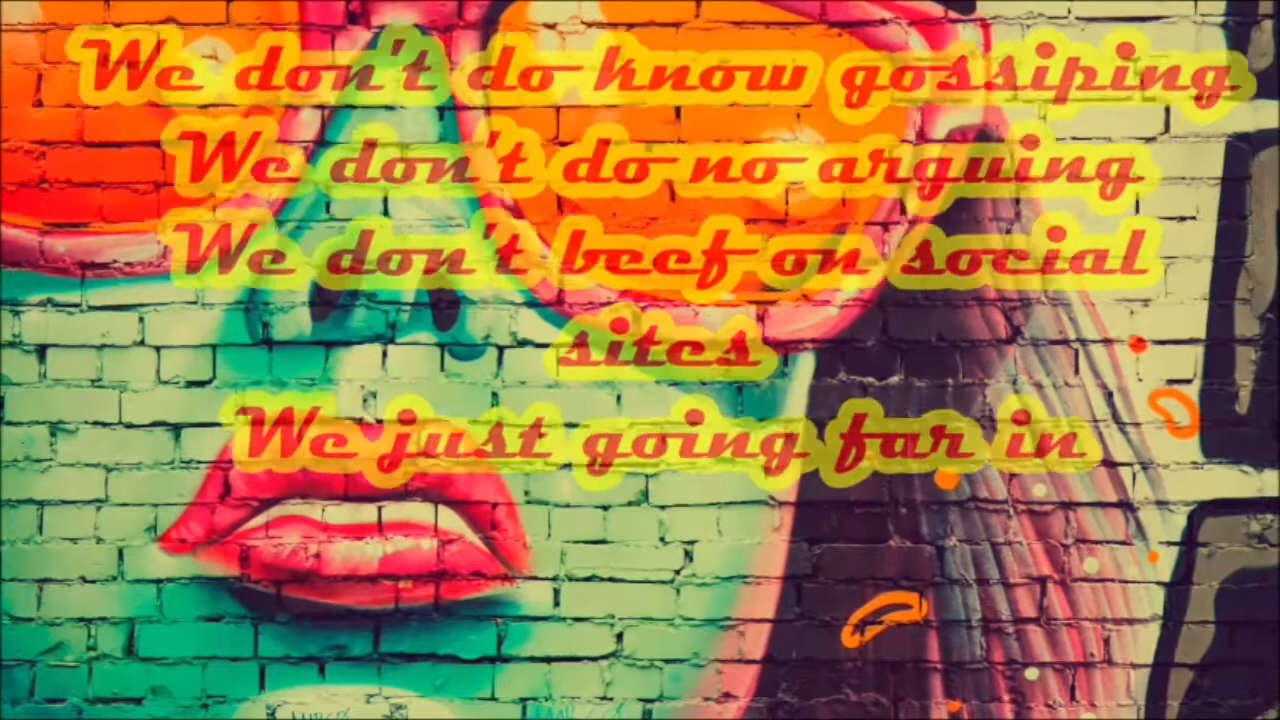 We don't do know gossiping
We don't do no arguing
We don't beef on social
sites
We just going far in